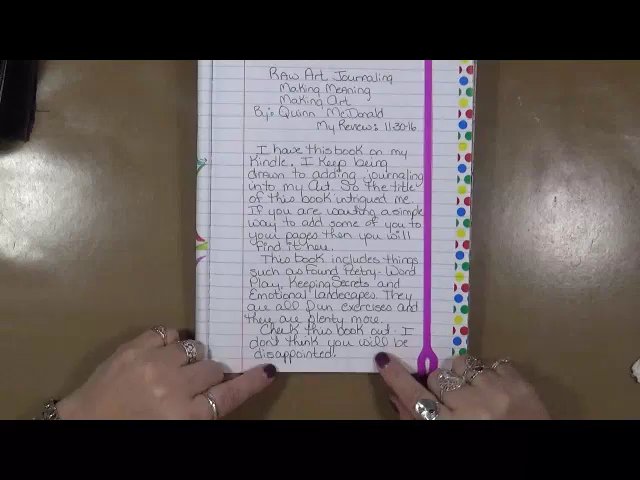 Raw Art Journaling
Making Meaning
Making Art
By: Quinn McDonald
My Review: 11-30-16
I have this book on my
Kindle. I keep being
drawn to adding journaling
into my Art. So the title
of this book intrigued me.
If you are wanting a simple
way to add some of you to
your pages then you will
find it here.
This book includes things
such as Found Poetry - Word
Play, Keeping Secrets and
Emotional landscapes. They
are all fun exercises and
they are plenty more.
Check this book out. I
don't think you will be
disappointed.